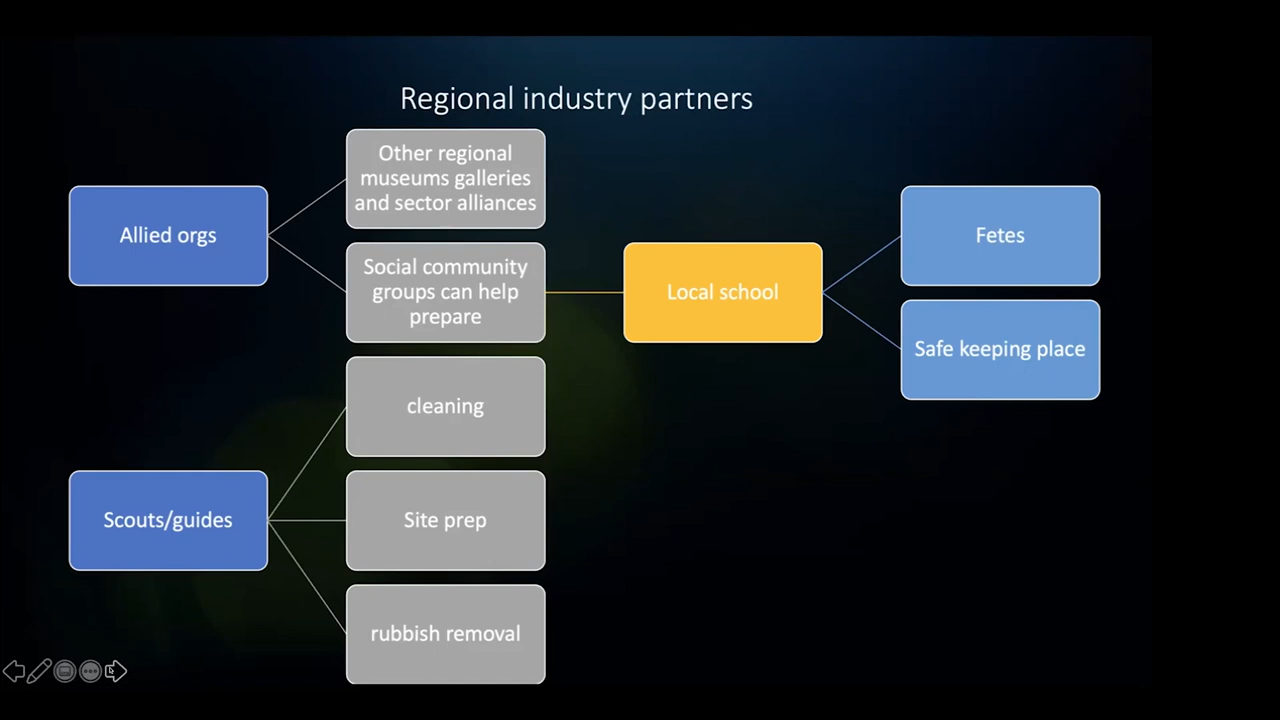 Regional industry partners
Allied orgs
Other regional
museums galleries
and sector alliances
Social community
groups can help
prepare
Local school
Fetes
Safe keeping place
Scouts/guides
cleaning
Site prep
rubbish removal